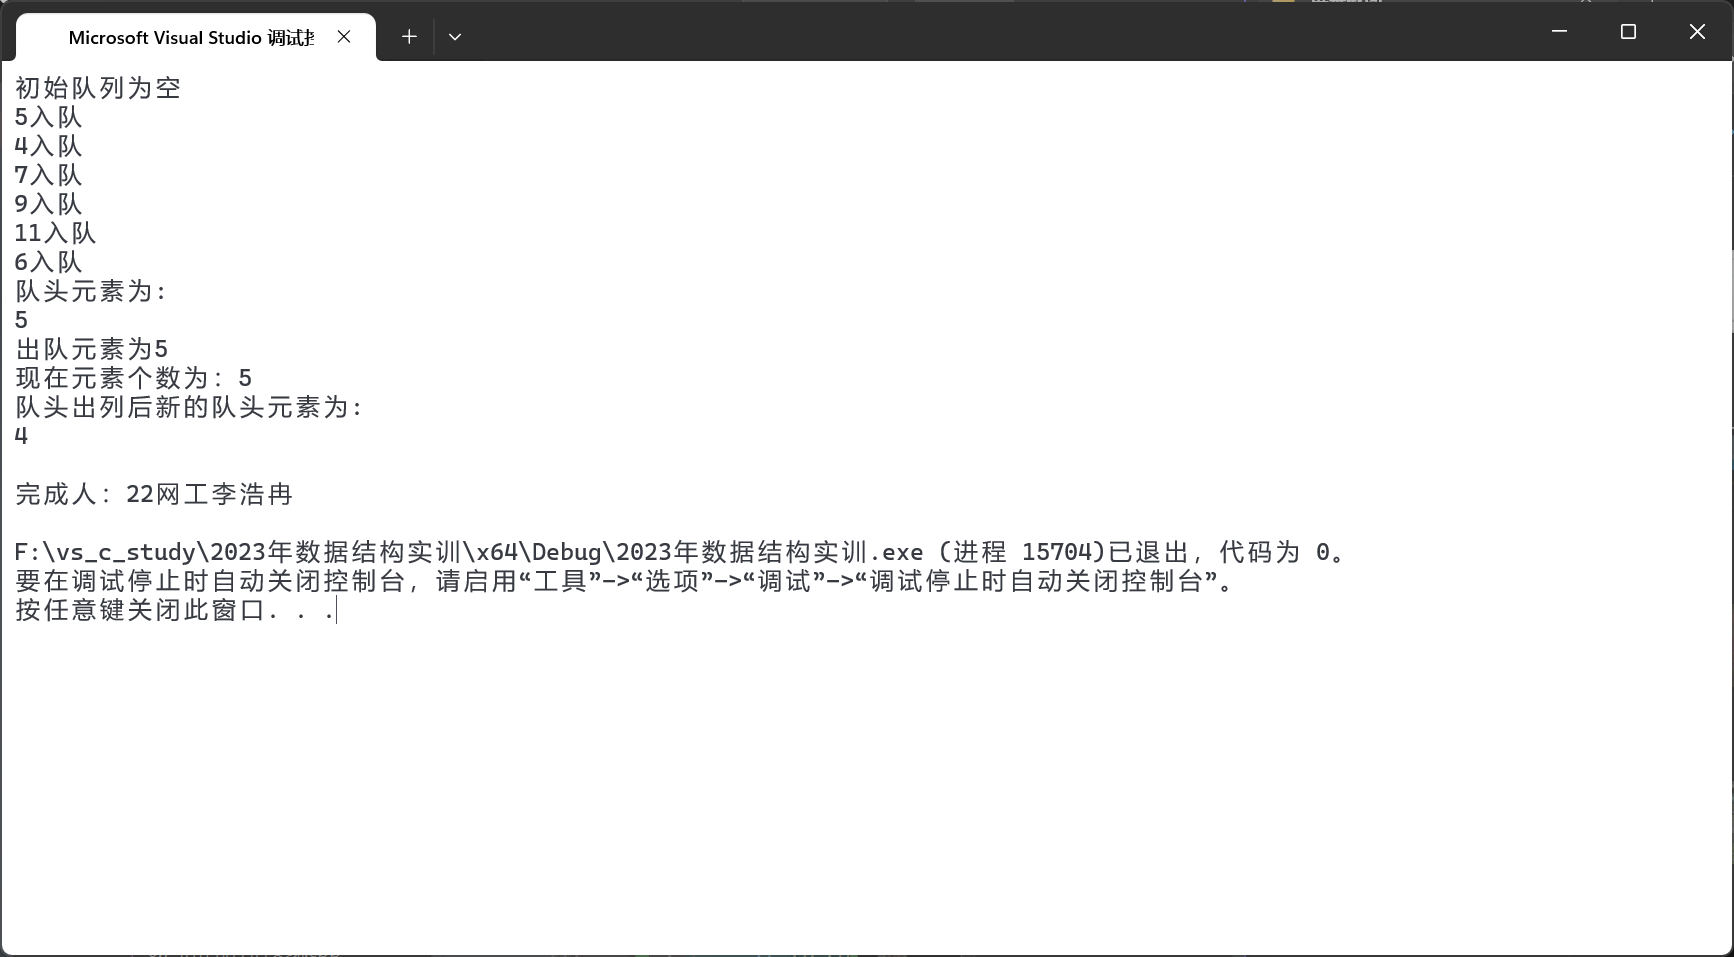 Microsoft Visual Studio 调试
初始队列为空
5入队
4入队
7入队
9入队
11入队
6入队
队头元素为:
5
出队元素为5
现在元素个数为: 5
队头出列后新的队头元素为:
4
完成人: 22网工李浩冉
F:\vs_c_study\2023年数据结构实训\x64\Debug\2023年数据结构实训.exe (进程 15704)已退出，代码为 0。
要在调试停止时自动关闭控制台，请启用“工具”->“选项”->“调试”->“调试停止时自动关闭控制台”。
按任意键关闭此窗口. . .